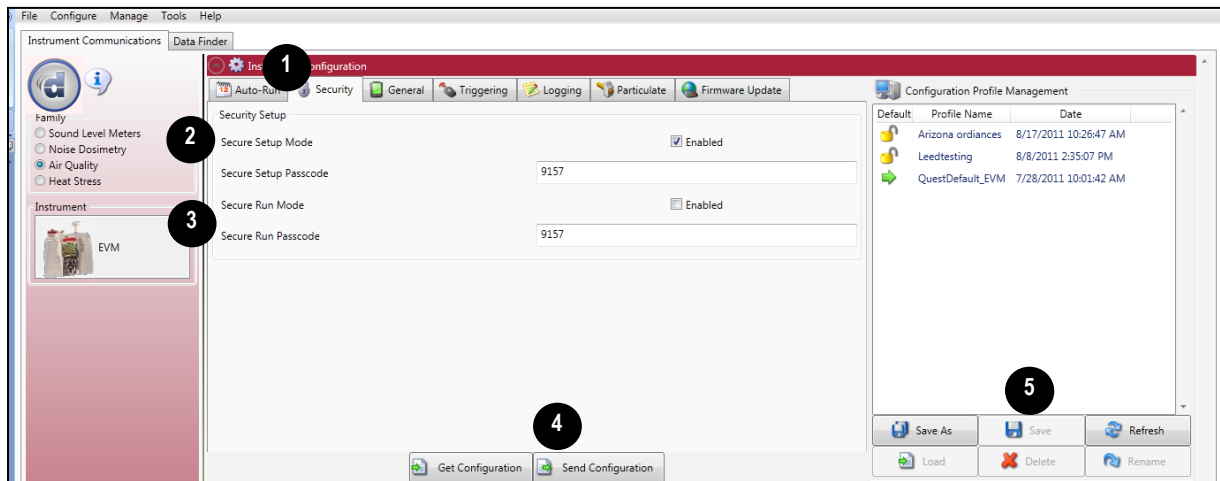 File Configure Manage Tools Help
Instrument Communications Data Finder
1
Configuration
Auto-Run Security General Triggering Logging Particulate Firmware Update
Configuration Profile Management
Family
Sound Level Meters
Noise Dosimetry
Air Quality
Heat Stress
Instrument
EVM
Security Setup
2
Secure Setup Mode Enabled
Secure Setup Passcode 9157
Secure Run Mode Enabled
3
Secure Run Passcode 9157
Default Profile Name Date
Arizona ordiances 8/17/2011 10:26:47 AM
Leedtesting 8/8/2011 2:35:07 PM
QuestDefault_EVM 7/28/2011 10:01:42 AM
4
Get Configuration Send Configuration
5
Save As Save Refresh
Load Delete Rename